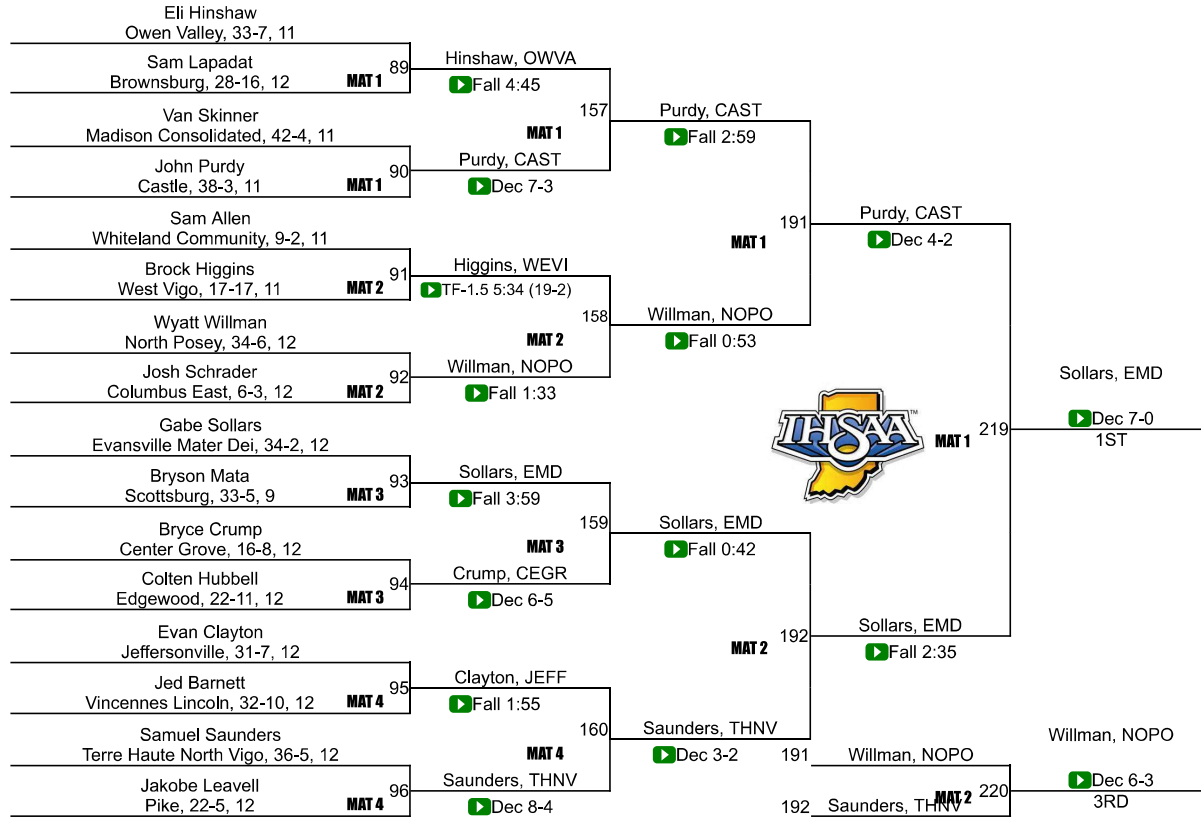 Eli Hinshaw
Owen Valley, 33-7, 11
Sam Lapadat
Brownsburg, 28-16, 12
MAT 1
89
Hinshaw, OWVA
Fall 4:45
Van Skinner
Madison Consolidated, 42-4, 11
John Purdy
Castle, 38-3, 11
MAT 1
90
Purdy, CAST
Dec 7-3
157
MAT 1
Purdy, CAST
Fall 2:59
Sam Allen
Whiteland Community, 9-2, 11
Brock Higgins
West Vigo, 17-17, 11
MAT 2
91
Higgins, WEVI
TF-1.5 5:34 (19-2)
Wyatt Willman
North Posey, 34-6, 12
Josh Schrader
Columbus East, 6-3, 12
MAT 2
92
Willman, NOPO
Fall 1:33
158
MAT 2
Willman, NOPO
Fall 0:53
191
MAT 1
Purdy, CAST
Dec 4-2
Gabe Sollars
Evansville Mater Dei, 34-2, 12
Bryson Mata
Scottsburg, 33-5, 9
MAT 3
93
Sollars, EMD
Fall 3:59
Bryce Crump
Center Grove, 16-8, 12
Colten Hubbell
Edgewood, 22-11, 12
MAT 3
94
Crump, CEGR
Dec 6-5
159
MAT 3
Sollars, EMD
Fall 0:42
Evan Clayton
Jeffersonville, 31-7, 12
Jed Barnett
Vincennes Lincoln, 32-10, 12
MAT 4
95
Clayton, JEFF
Fall 1:55
Samuel Saunders
Terre Haute North Vigo, 36-5, 12
Jakobe Leavell
Pike, 22-5, 12
MAT 4
96
Saunders, THNV
Dec 8-4
160
MAT 4
Saunders, THNV
Dec 3-2
192
MAT 2
Sollars, EMD
Fall 2:35
IHSAA™
MAT 1
219
Sollars, EMD
Dec 7-0
1ST
191
Willman, NOPO
192
Saunders, THNV
MAT 2
220
Willman, NOPO
Dec 6-3
3RD